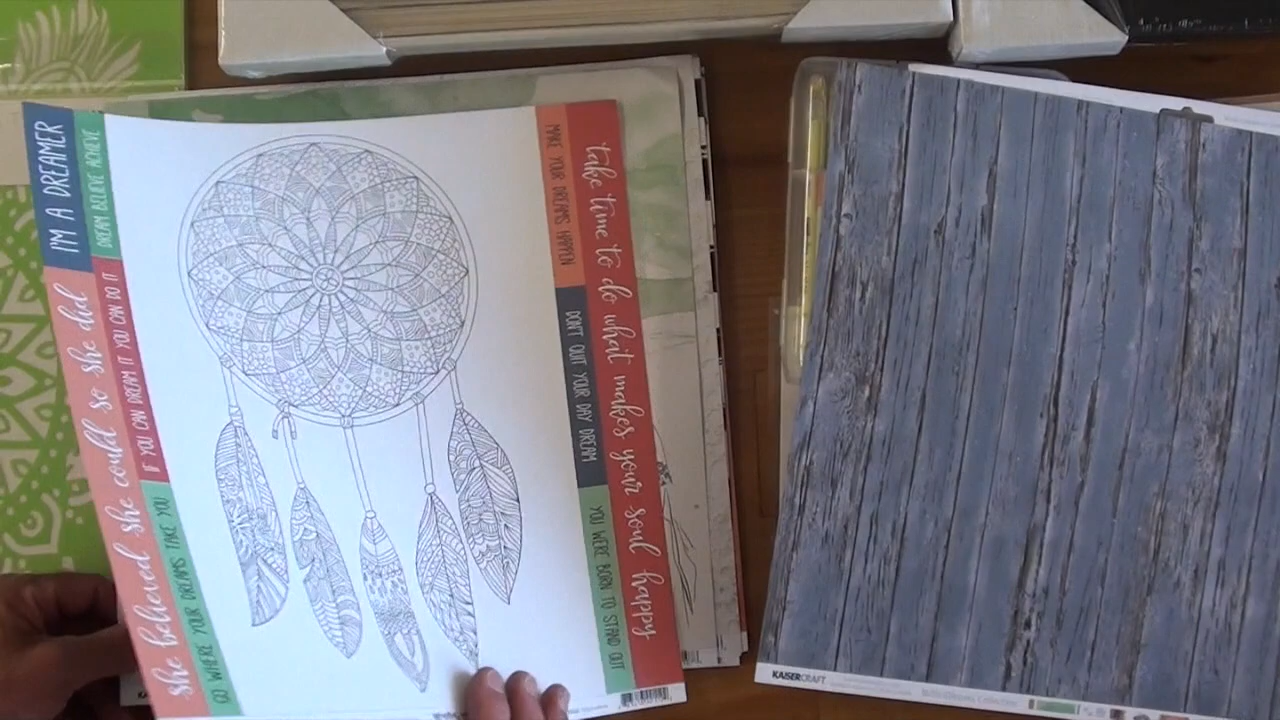 I'M A DREAMER
DREAM BELIEVE ACHIEVE
she believed she could so she did
IF YOU CAN DREAM IT YOU CAN DO IT
GO WHERE YOUR DREAMS TAKE YOU
MAKE YOUR DREAMS HAPPEN
take time to do what makes your soul happy
DON'T QUIT YOUR DAY DREAM
YOU WERE BORN TO STAND OUT
KAISERCRAFT